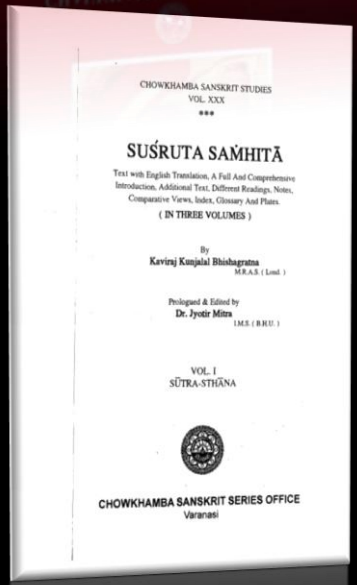 CHOWKHAMBA SANSKRIT STUDIES
VOL. XXX
***
SUŚRUTA SAṀHITĀ
Text with English Translation, A Full And Comprehensive
Introduction, Additional Text, Different Readings, Notes,
Comparative Views, Index, Glossary And Plates.
( IN THREE VOLUMES )
By
Kaviraj Kunjalal Bhishagratna
M.R.A.S. ( Lond. )
Prologued & Edited by
Dr. Jyotir Mitra
I.M.S. ( B.H.U. )
VOL. I
SŪTRA-STHĀNA
CHOWKHAMBA SANSKRIT SERIES OFFICE
Varanasi